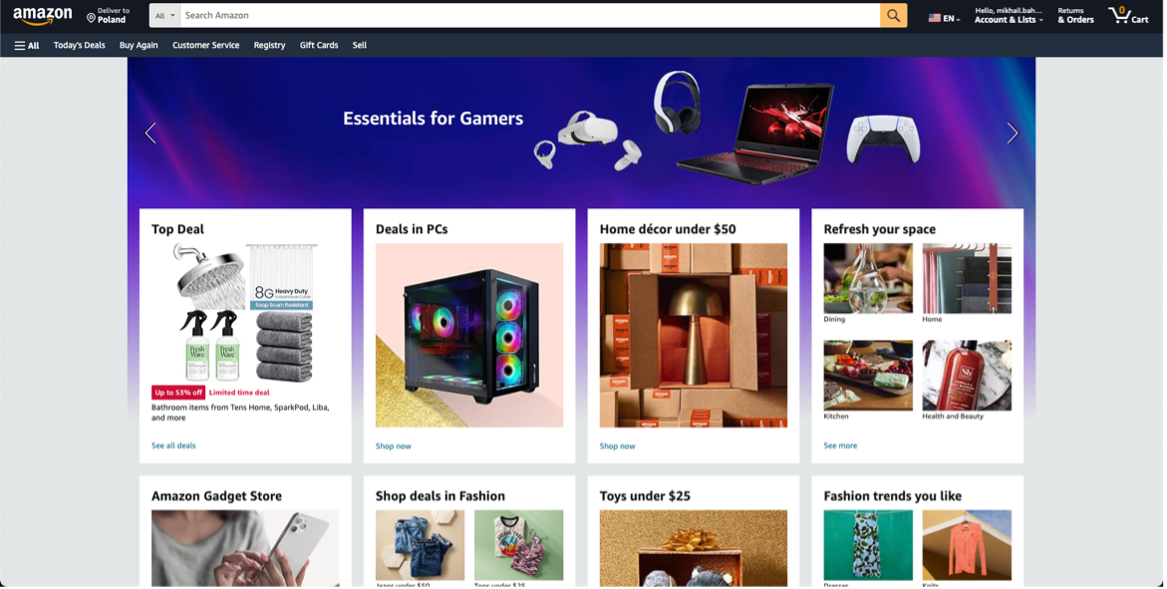 amazon
Deliver to
Poland
All
Search Amazon
EN
Hello, mikhail.bah...
Account & Lists
Returns
& Orders
0
Cart
All
Today's Deals
Buy Again
Customer Service
Registry
Gift Cards
Sell
Essentials for Gamers
Top Deal
8G Heavy Duty
Soap Scum Resistant
Fresh Wave
Fresh Wave
Up to 53% off
Limited time deal
Bathroom items from Tens Home, SparkPod, Liba,
and more
See all deals
Deals in PCs
Shop now
Home décor under $50
Shop now
Refresh your space
Dining
Home
Kitchen
Health and Beauty
See more
Amazon Gadget Store
Shop deals in Fashion
Jeans under $50
Tops under $25
Toys under $25
Fashion trends you like
Dresses
Knits